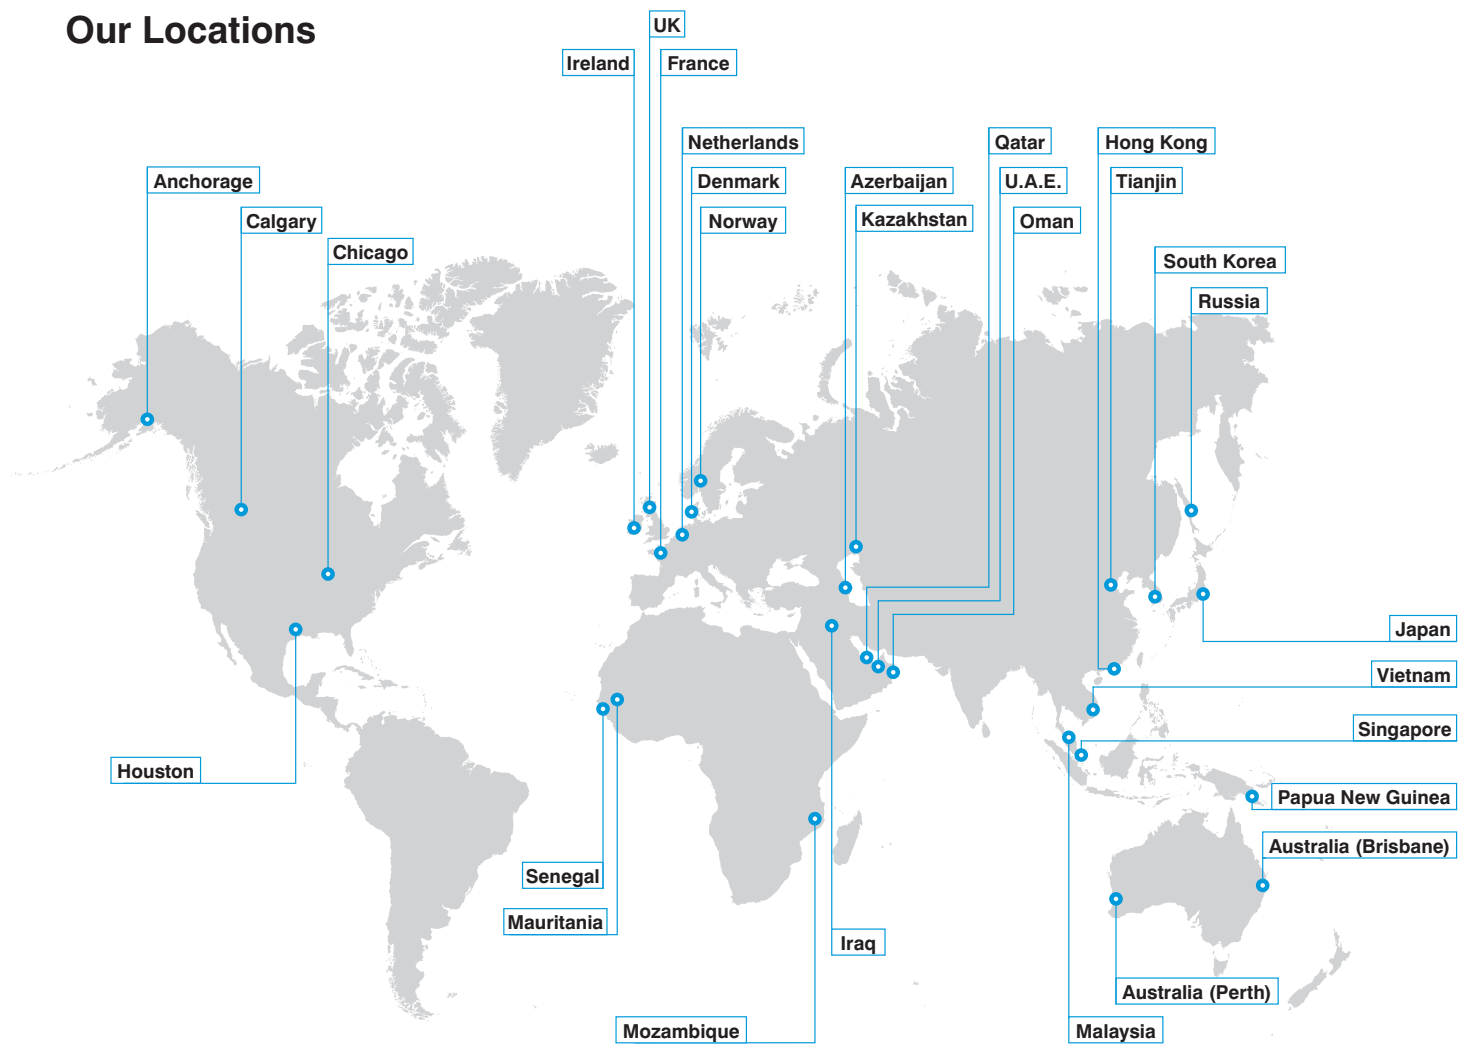 Our Locations
UK
Ireland
France
Netherlands
Qatar
Hong Kong
Anchorage
Denmark
Azerbaijan
U.A.E.
Tianjin
Calgary
Norway
Kazakhstan
Oman
Chicago
South Korea
Russia
Japan
Vietnam
Singapore
Houston
Papua New Guinea
Australia (Brisbane)
Senegal
Mauritania
Iraq
Australia (Perth)
Mozambique
Malaysia